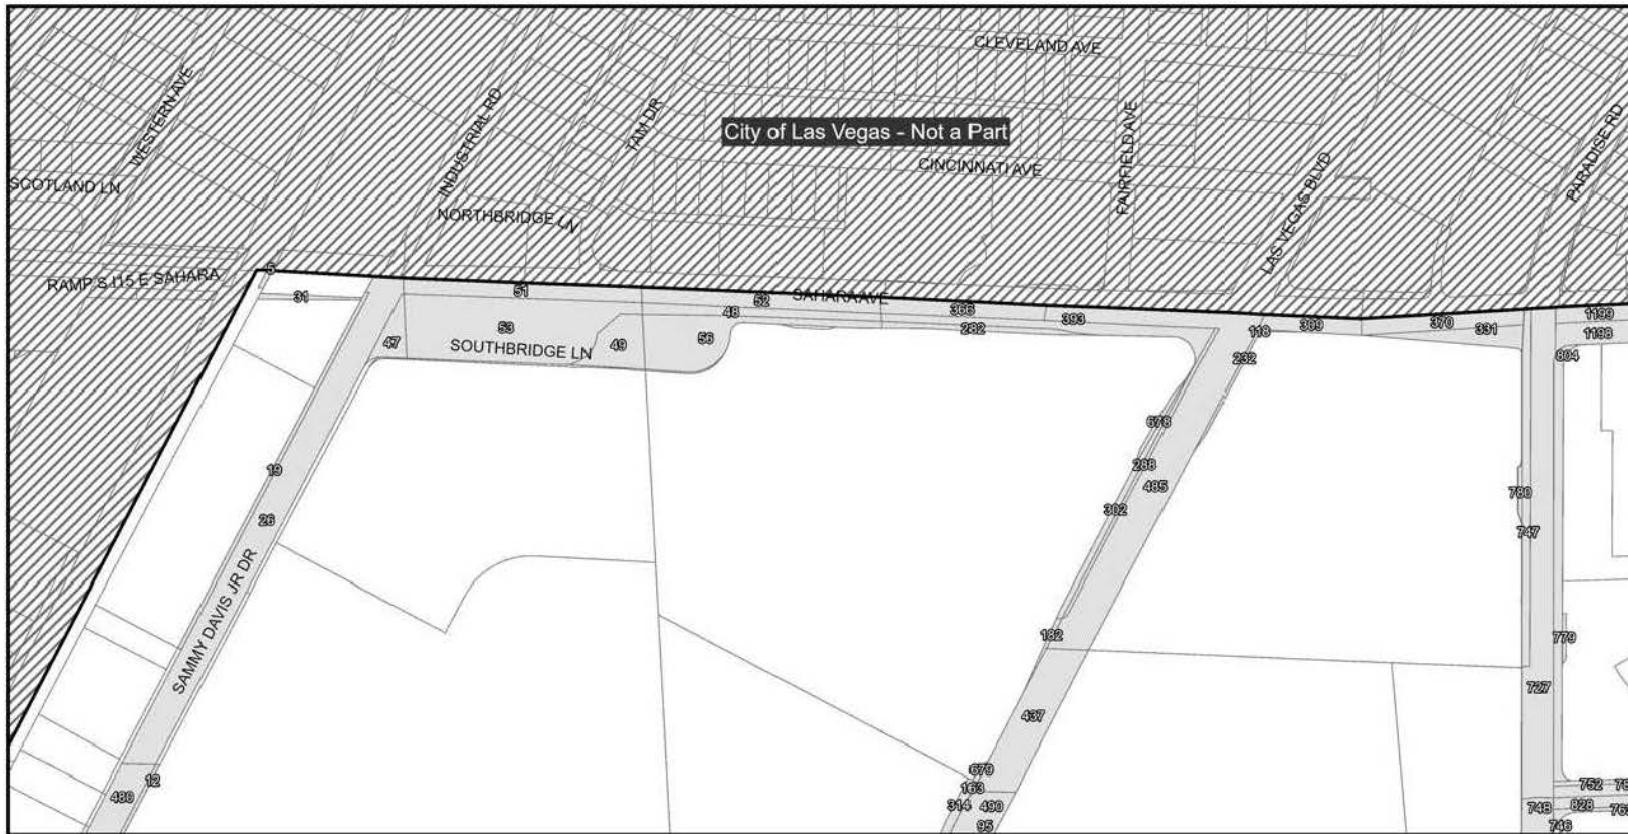 CLEVELAND AVE
WESTERN AVE
INDUSTRIAL RD
TAM DR
City of Las Vegas - Not a Part
FAIRFIELD AVE
PARADISE RD
CINCINNATI AVE
SCOTLAND LN
NORTHBRIDGE LN
LAS VEGAS BLVD
RAMP S I15 E SAHARA
5
31
51
52
SAHARA AVE
366
393
48
282
118
309
370
331
1199
1198
53
47
SOUTHBRIDGE LN
49
56
232
804
678
19
288
485
780
302
26
747
SAMMY DAVIS JR DR
182
779
727
437
679
12
163
752
480
314
490
748
828
95
746